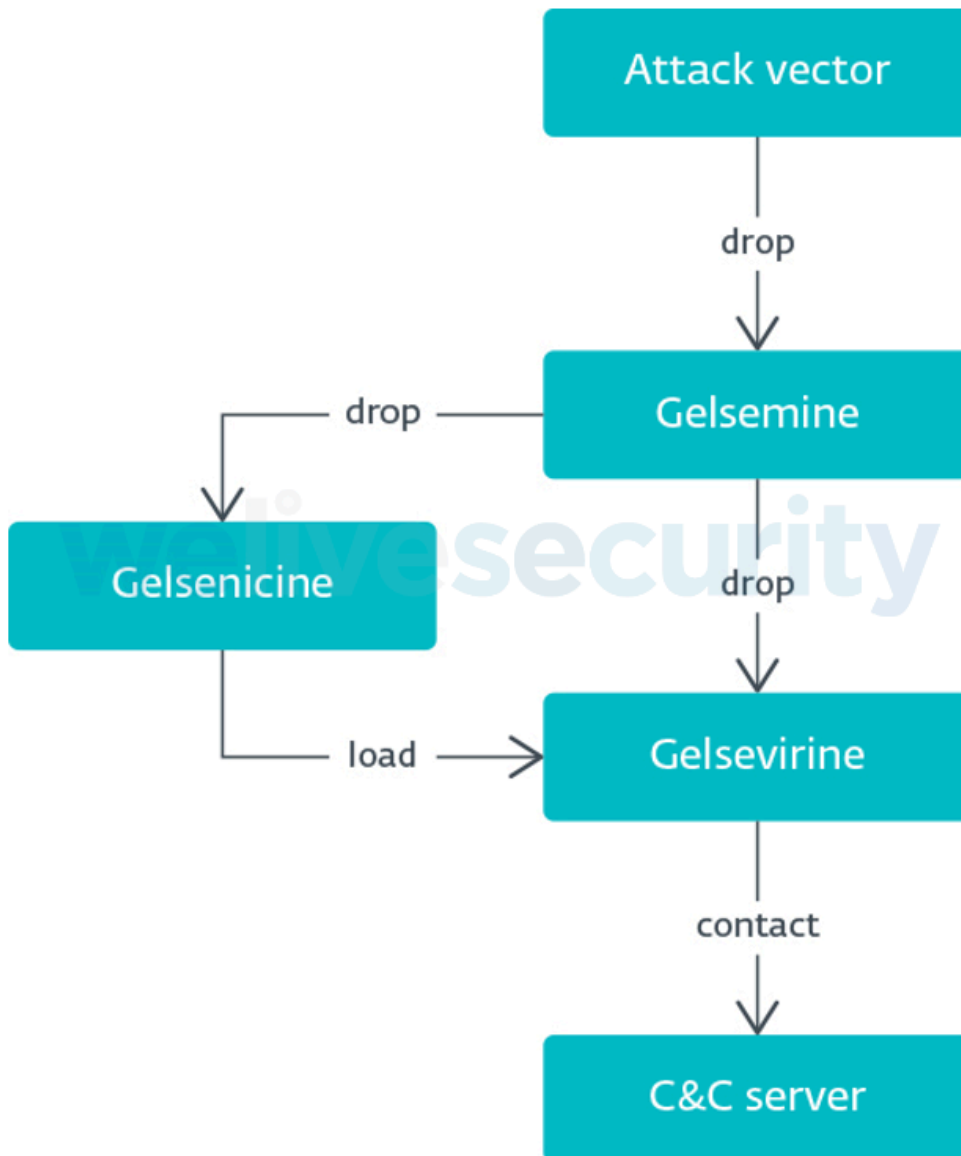 Attack vector
drop
Gelsemine
drop
Gelsenicine
drop
welivesecurity
load
Gelsevirine
contact
C&C server